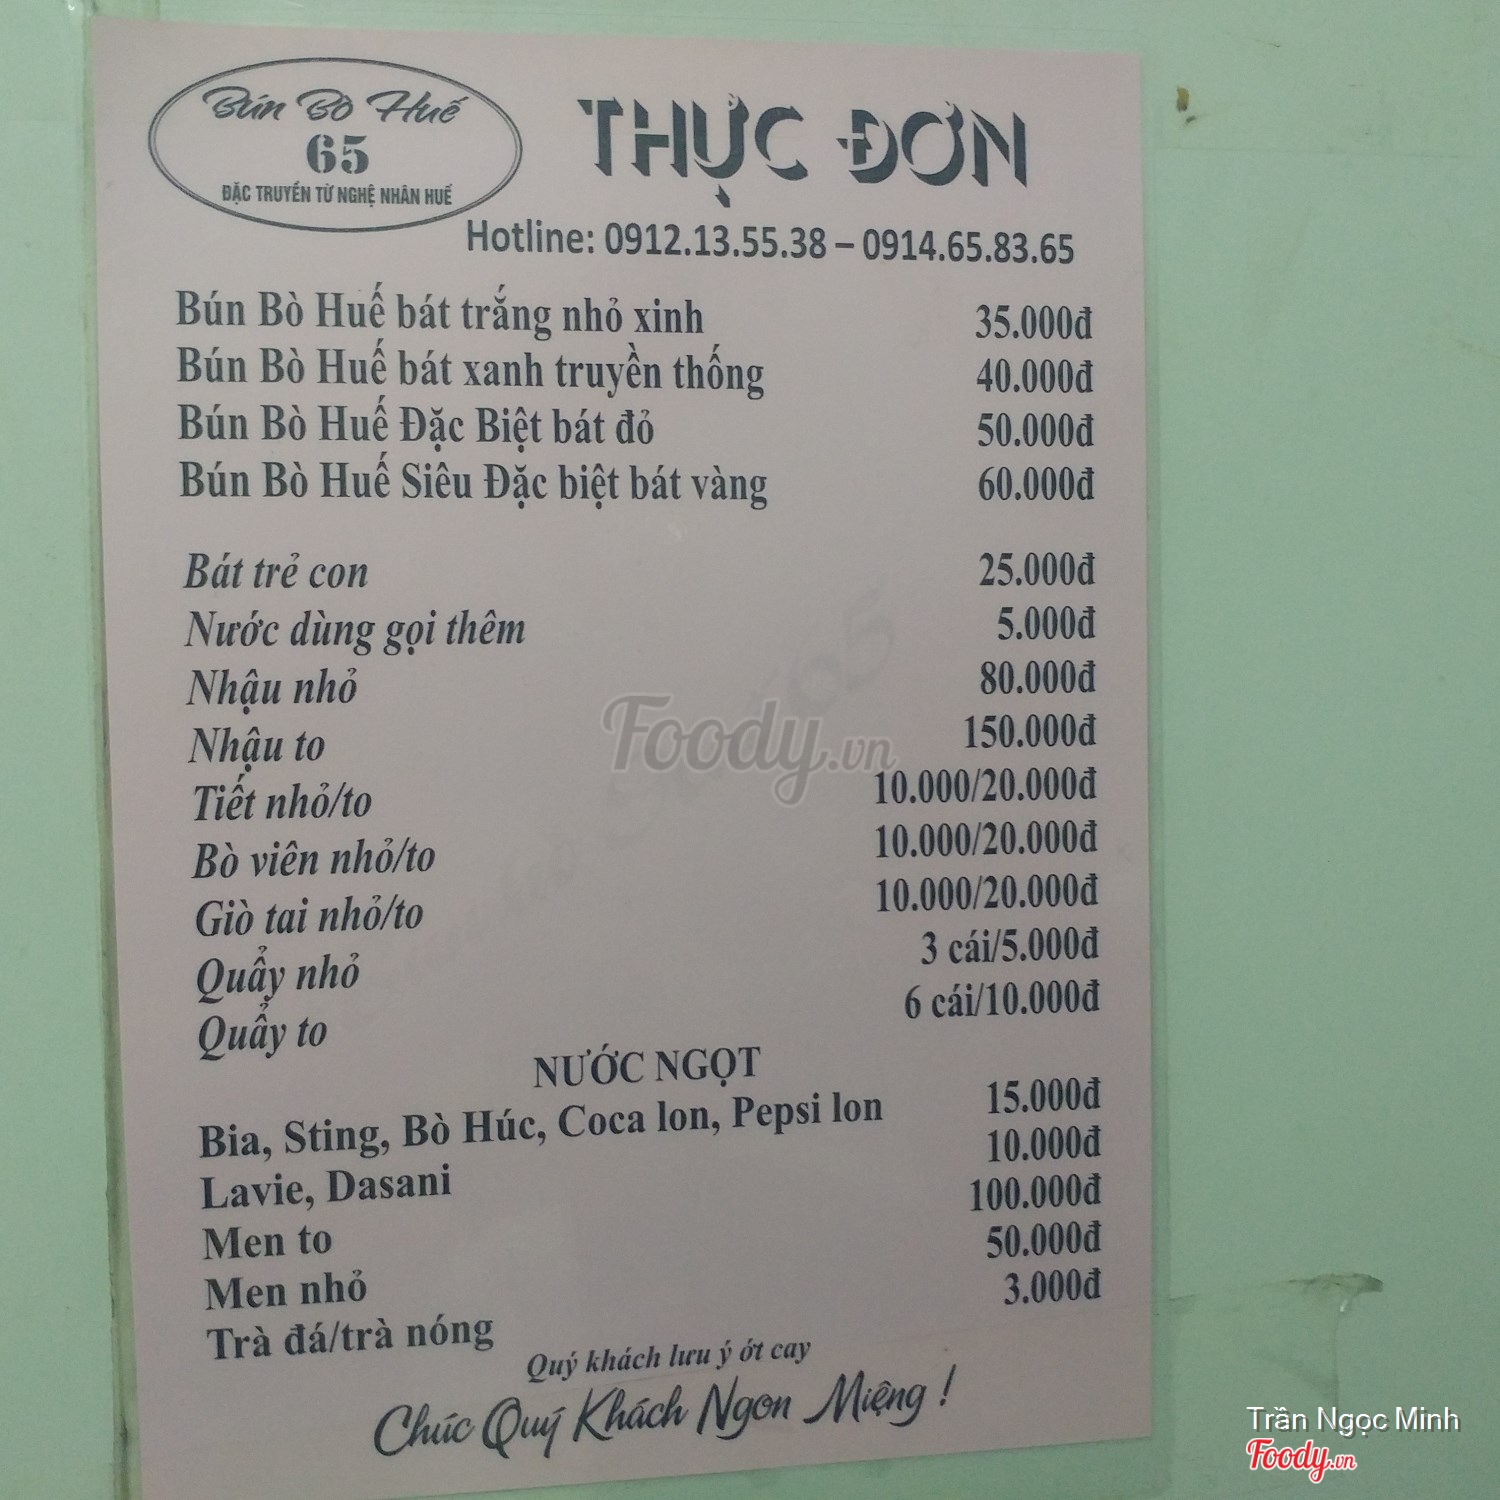 Bún Bò Huế
65
ĐẶC TRUYỀN TỪ NGHỆ NHÂN HUẾ
THỰC ĐƠN
Hotline: 0912.13.55.38 – 0914.65.83.65
Bún Bò Huế bát trắng nhỏ xinh 35.000đ
Bún Bò Huế bát xanh truyền thống 40.000đ
Bún Bò Huế Đặc Biệt bát đỏ 50.000đ
Bún Bò Huế Siêu Đặc biệt bát vàng 60.000đ
Bát trẻ con 25.000đ
Nước dùng gọi thêm 5.000đ
Nhậu nhỏ 80.000đ
Nhậu to 150.000đ
Tiết nhỏ/to 10.000/20.000đ
Bò viên nhỏ/to 10.000/20.000đ
Giò tai nhỏ/to 10.000/20.000đ
Quẩy nhỏ 3 cái/5.000đ
Quẩy to 6 cái/10.000đ
NƯỚC NGỌT
Bia, Sting, Bò Húc, Coca lon, Pepsi lon 15.000đ
Lavie, Dasani 10.000đ
Men to 100.000đ
Men nhỏ 50.000đ
Trà đá/trà nóng 3.000đ
Quý khách lưu ý ớt cay
Chúc Quý Khách Ngon Miệng !
Foody.vn
Trần Ngọc Minh
Foody.vn